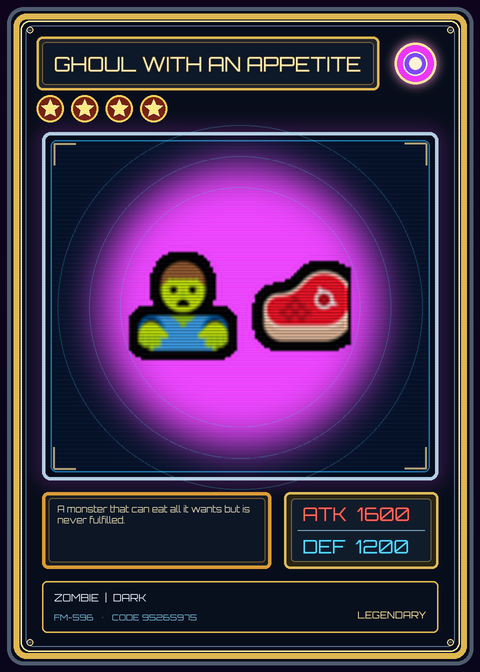 GHOUL WITH AN APPETITE
A monster that can eat all it wants but is
never fulfilled.
ATK 1600
DEF 1200
ZOMBIE | DARK
FM-596 · CODE 95265975
LEGENDARY